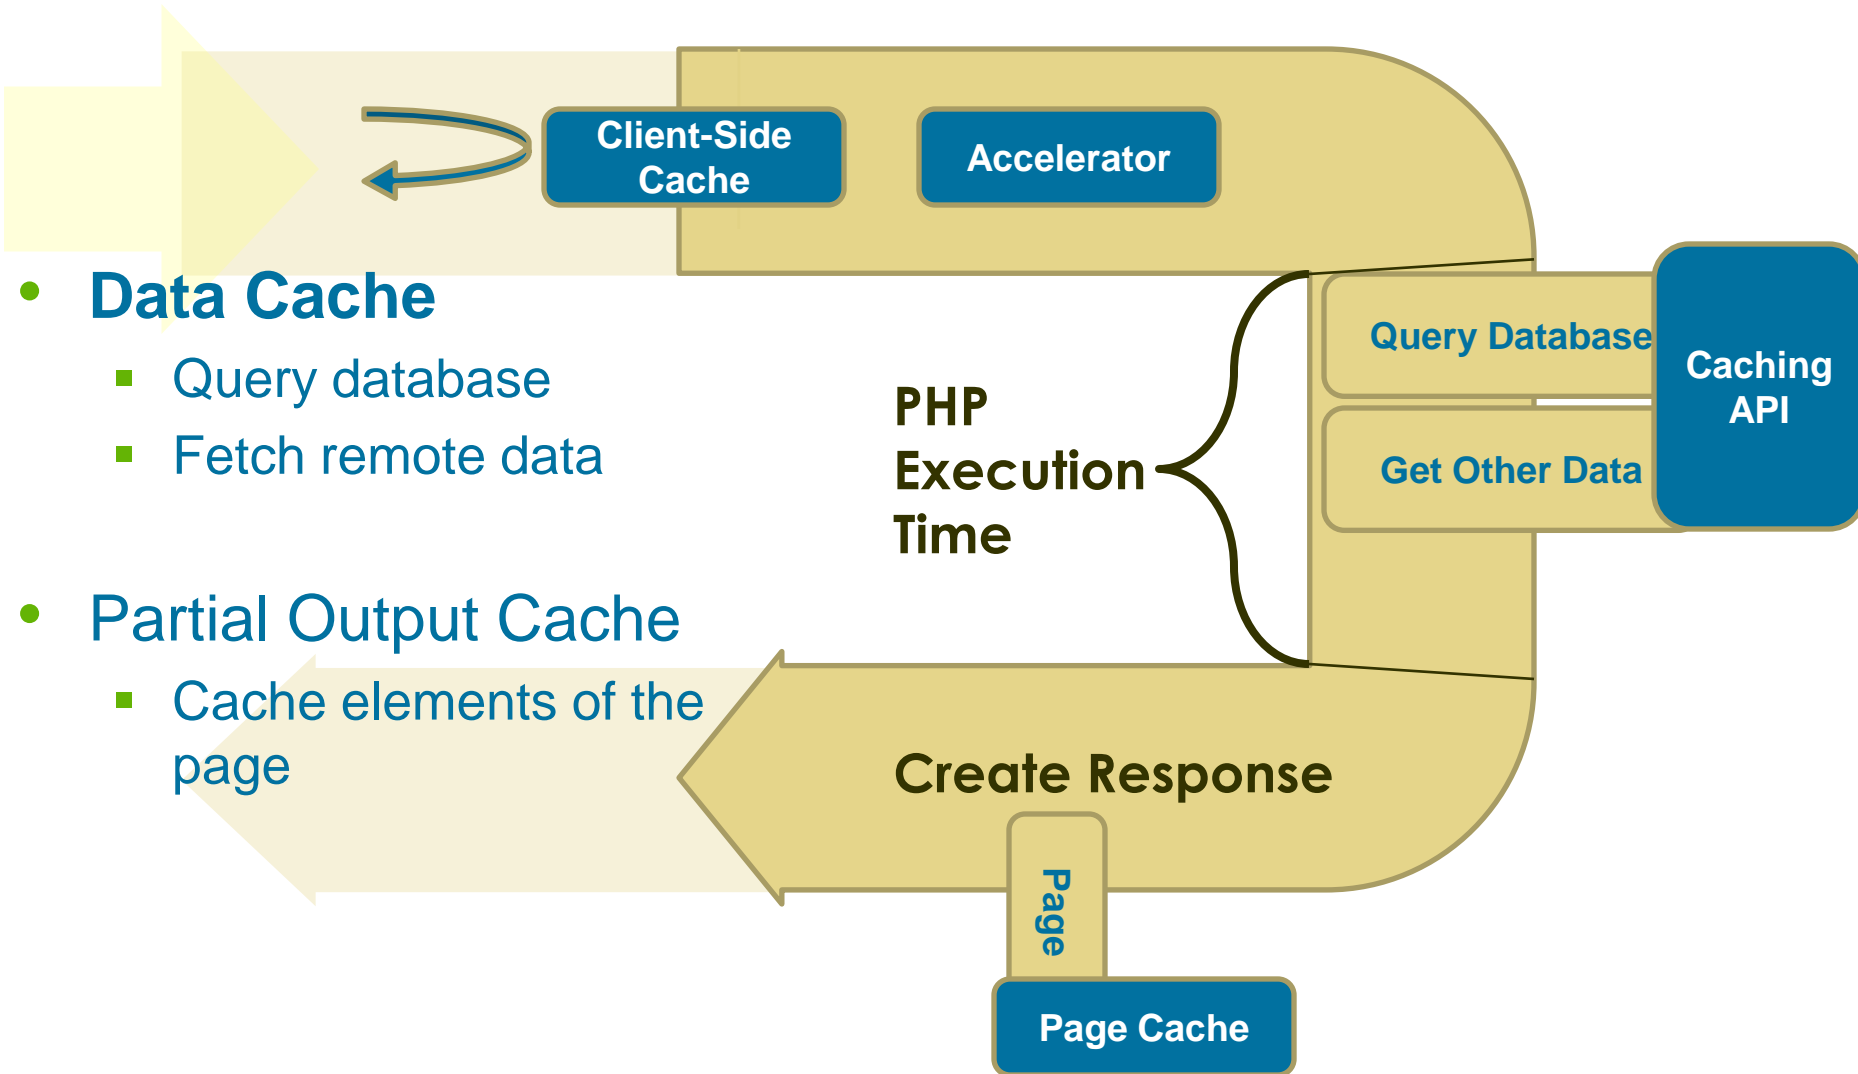 Client-Side
Cache
Accelerator
• Data Cache
▪ Query database
▪ Fetch remote data
• Partial Output Cache
▪ Cache elements of the
page
PHP
Execution
Time
Query Database
Get Other Data
Caching
API
Create Response
Page
Page Cache